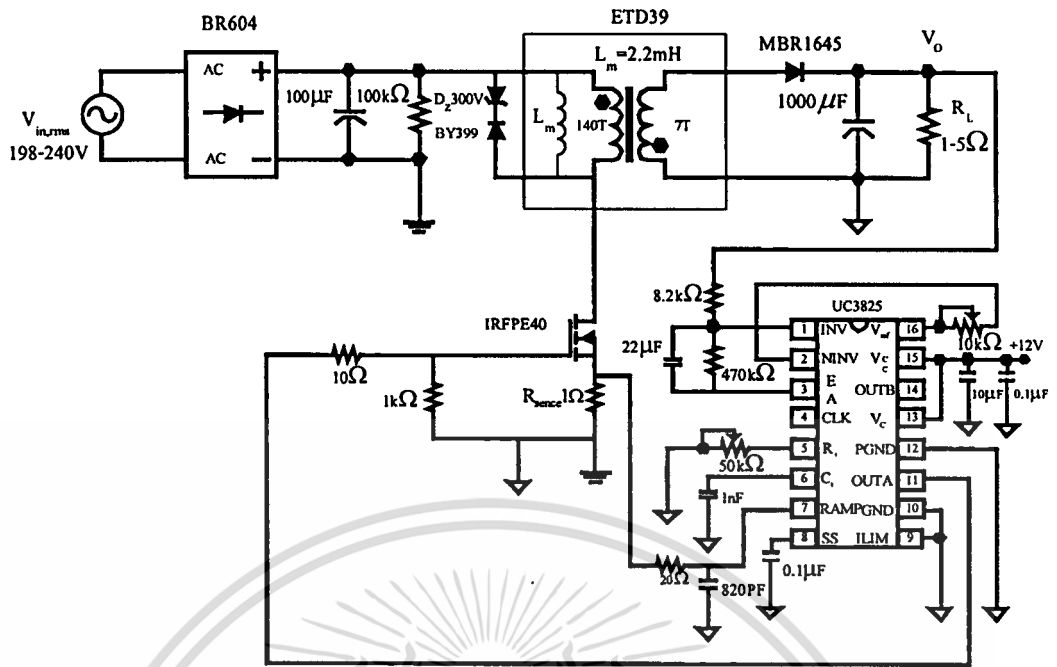 ETD39
BR604
L_m=2.2mH
MBR1645
V_O
AC
+
100μF
100kΩ
D_Z300V
BY399
L_m
140T
7T
1000μF
R_L
1-5Ω
V_in,rms
198-240V
AC
−
8.2kΩ
UC3825
IRFPE40
22μF
470kΩ
10Ω
1kΩ
R_sence 1Ω
1 INV
2 NINV
3 E A
4 CLK
5 R_t
6 C_t
7 RAM
8 SS
V_ref 16
V_C C 15
OUTB 14
V_C 13
PGND 12
OUTA 11
PGND 10
ILIM 9
10kΩ
+12V
10μF
0.1μF
50kΩ
1nF
0.1μF
20Ω
820PF